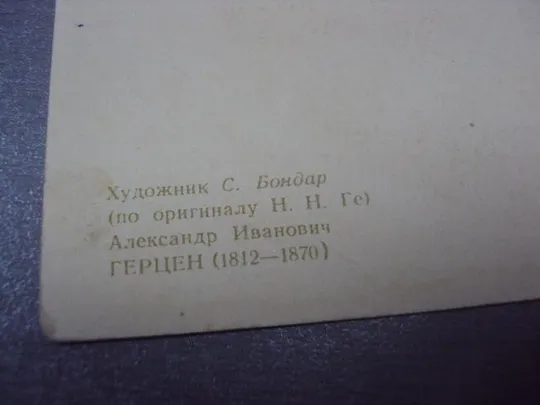 Художник С. Бондар
(по оригиналу Н. Н. Ге)
Александр Иванович
ГЕРЦЕН (1812—1870)